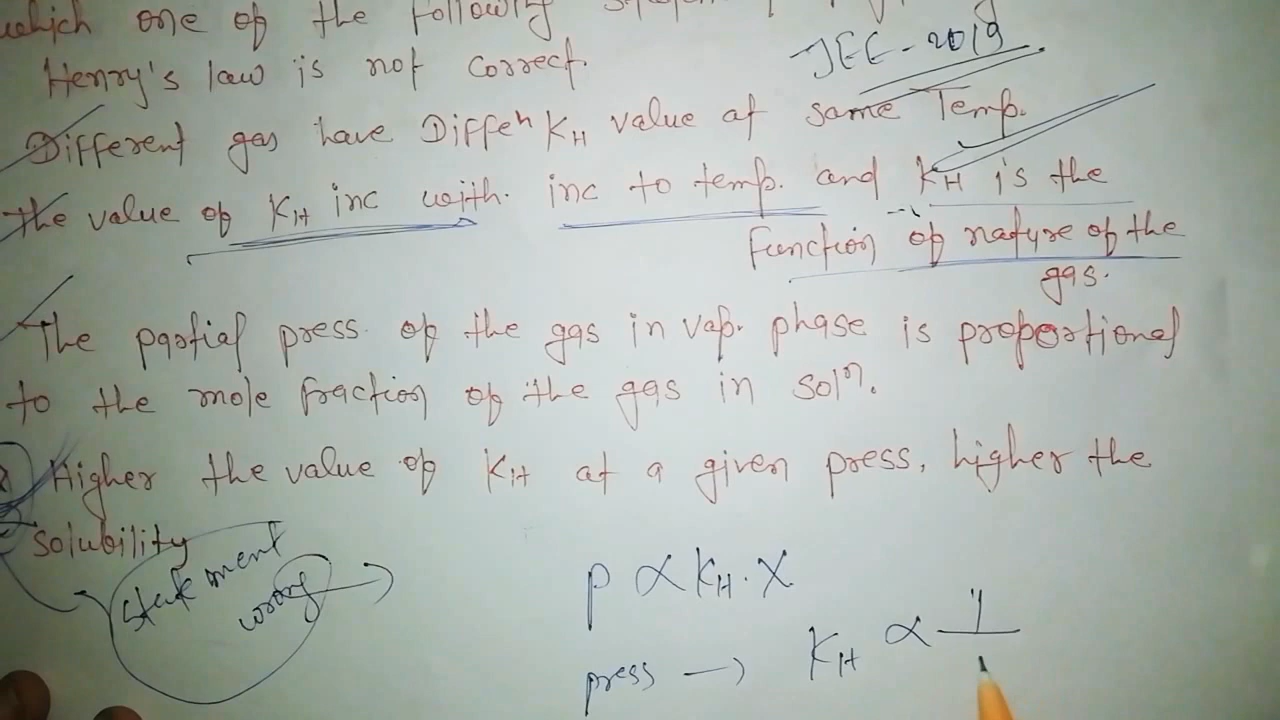 which one of the following
Henry's law is not correct.
JEE-2019
Different gas have Diffeⁿ KH value at same Temp.
The value of KH inc with. inc to temp. and KH is the
function of nature of the
gas.
The partial press. of the gas in vap. phase is proportional
to the mole fraction of the gas in solⁿ.
Higher the value of KH at a given press, higher the
solubility
statement
wrong
P ∝ KH. X
press → KH ∝ 1